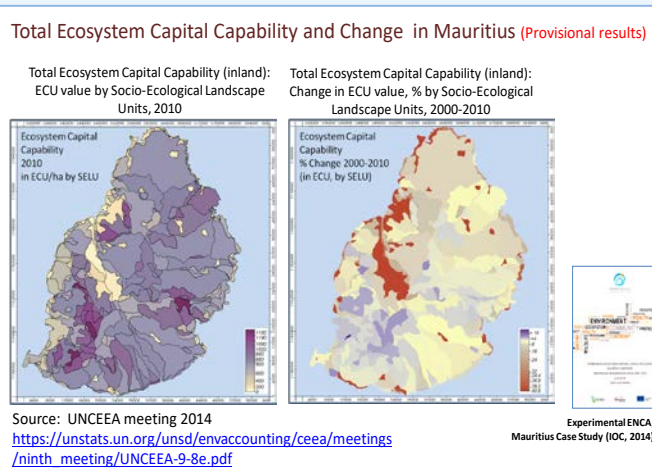 Total Ecosystem Capital Capability and Change in Mauritius (Provisional results)
Total Ecosystem Capital Capability (inland):
ECU value by Socio-Ecological Landscape
Units, 2010
Total Ecosystem Capital Capability (inland):
Change in ECU value, % by Socio-Ecological
Landscape Units, 2000-2010
Ecosystem Capital
Capability
2010
in ECU/ha by SELU
Ecosystem Capital
Capability
% Change 2000-2010
(in ECU, by SELU)
ENVIRONMENT
Source: UNCEEA meeting 2014
https://unstats.un.org/unsd/envaccounting/ceea/meetings
/ninth_meeting/UNCEEA-9-8e.pdf
Experimental ENCA
Mauritius Case Study (IOC, 2014)